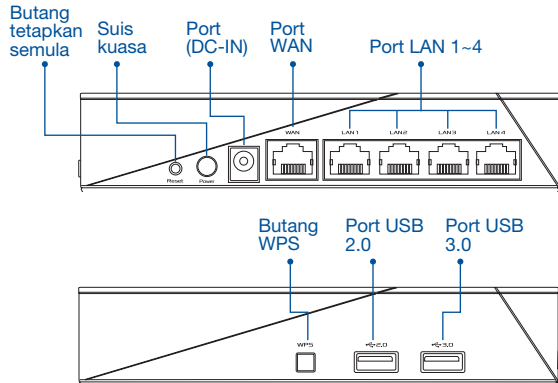 Butang
tetapkan
semula
Suis
kuasa
Port
(DC-IN)
Port
WAN
Port LAN 1~4
WAN
LAN 1
LAN2
LAN 3
LAN 4
Reset
Power
Butang
WPS
Port USB
2.0
Port USB
3.0
WPS
2.0
3.0